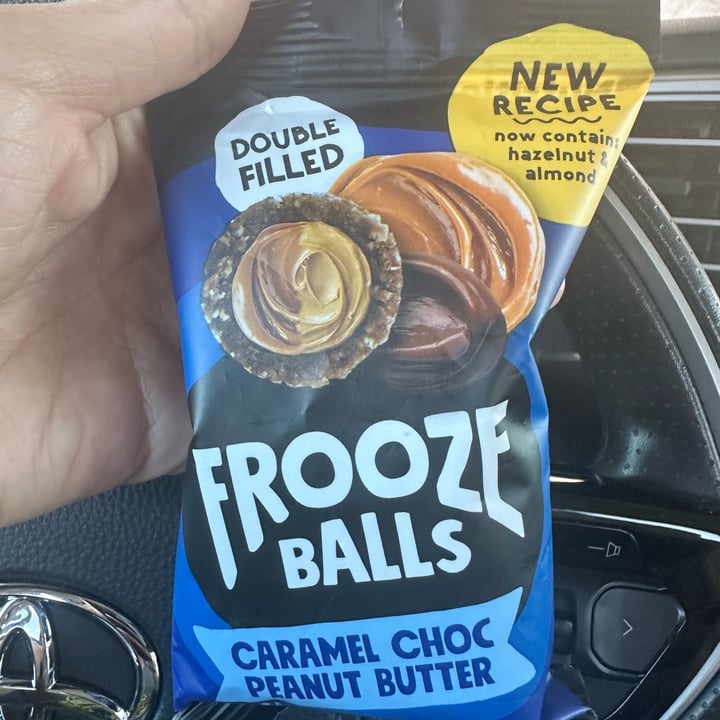 NEW
RECIPE
now contains
hazelnut &
almond
DOUBLE
FILLED
FROOZE
BALLS
CARAMEL CHOC
PEANUT BUTTER